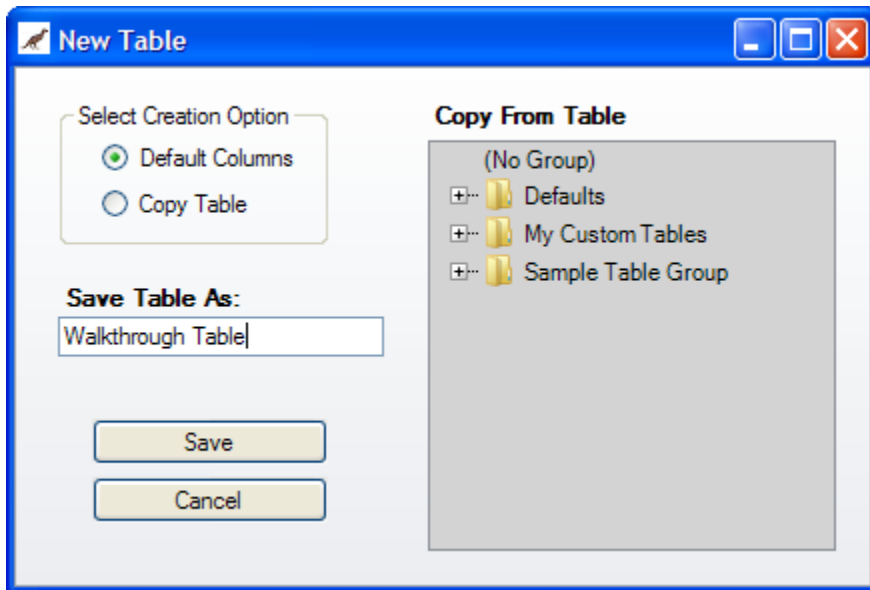 New Table
Select Creation Option
Default Columns
Copy Table
Save Table As:
Walkthrough Table
Save
Cancel
Copy From Table
(No Group)
Defaults
My Custom Tables
Sample Table Group